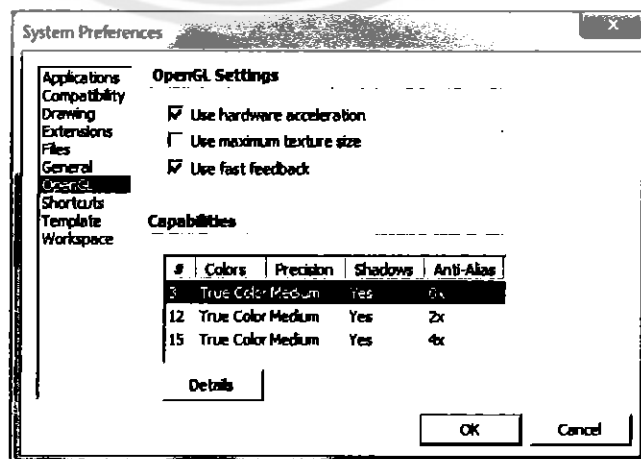 System Preferences
X
Applications
Compatibility
Drawing
Extensions
Files
General
OpenGL
Shortcuts
Template
Workspace
OpenGL Settings
Use hardware acceleration
Use maximum texture size
Use fast feedback
Capabilities
# Colors Precision Shadows Anti-Alias
3 True Color Medium Yes 0x
12 True Color Medium Yes 2x
15 True Color Medium Yes 4x
Details
OK Cancel